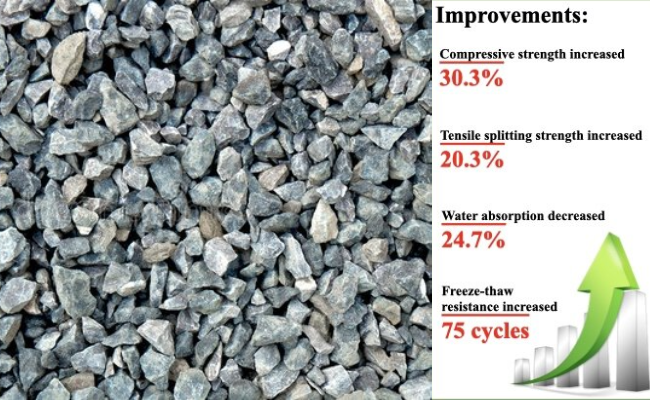 Improvements:
Compressive strength increased
30.3%
Tensile splitting strength increased
20.3%
Water absorption decreased
24.7%
Freeze-thaw
resistance increased
75 cycles